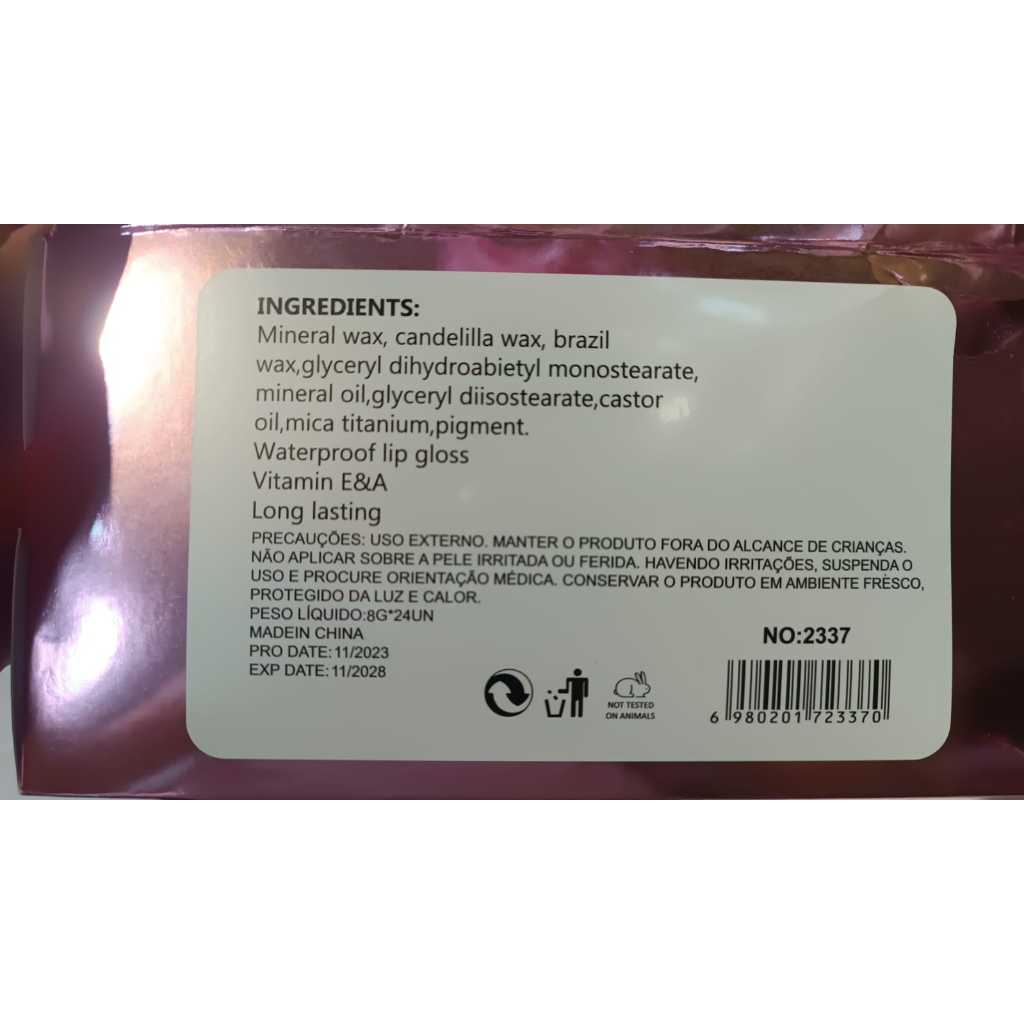 INGREDIENTS:
Mineral wax, candelilla wax, brazil
wax,glyceryl dihydroabietyl monostearate,
mineral oil,glyceryl diisostearate,castor
oil,mica titanium,pigment.
Waterproof lip gloss
Vitamin E&A
Long lasting
PRECAUÇÕES: USO EXTERNO. MANTER O PRODUTO FORA DO ALCANCE DE CRIANÇAS.
NÃO APLICAR SOBRE A PELE IRRITADA OU FERIDA. HAVENDO IRRITAÇÕES, SUSPENDA O
USO E PROCURE ORIENTAÇÃO MÉDICA. CONSERVAR O PRODUTO EM AMBIENTE FRESCO,
PROTEGIDO DA LUZ E CALOR.
PESO LÍQUIDO:8G*24UN
MADEIN CHINA
PRO DATE:11/2023
EXP DATE:11/2028
NOT TESTED
ON ANIMALS
NO:2337
6 980201 723370